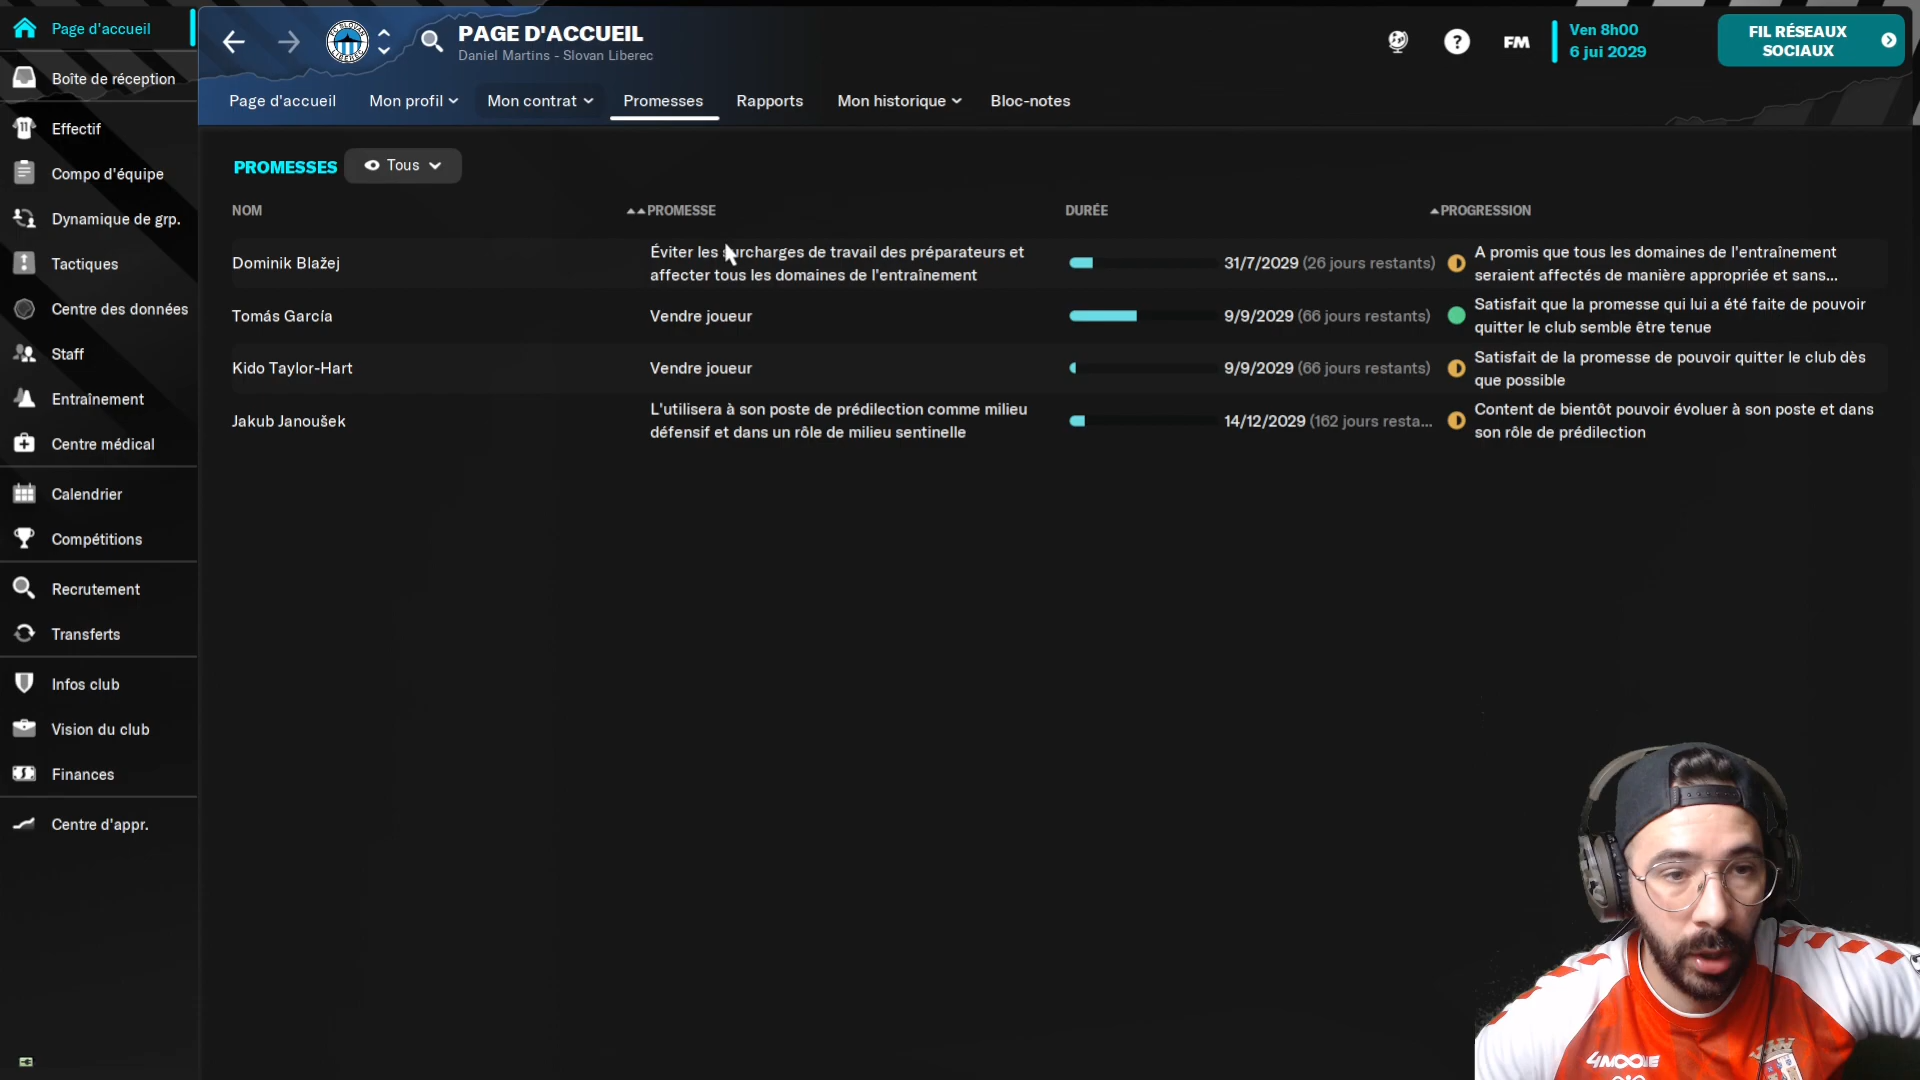 Page d'accueil
Boîte de réception
Effectif
Compo d'équipe
Dynamique de grp.
Tactiques
Centre des données
Staff
Entraînement
Centre médical
Calendrier
Compétitions
Recrutement
Transferts
Infos club
Vision du club
Finances
Centre d'appr.
PAGE D'ACCUEIL
Daniel Martins - Slovan Liberec
FM
Ven 8h00
6 jui 2029
FIL RÉSEAUX
SOCIAUX
Page d'accueil Mon profil Mon contrat Promesses Rapports Mon historique Bloc-notes
PROMESSES Tous
NOM PROMESSE DURÉE PROGRESSION
Dominik Blažej
Éviter les surcharges de travail des préparateurs et
affecter tous les domaines de l'entraînement
31/7/2029 (26 jours restants)
A promis que tous les domaines de l'entraînement
seraient affectés de manière appropriée et sans...
Tomás García
Vendre joueur
9/9/2029 (66 jours restants)
Satisfait que la promesse qui lui a été faite de pouvoir
quitter le club semble être tenue
Kido Taylor-Hart
Vendre joueur
9/9/2029 (66 jours restants)
Satisfait de la promesse de pouvoir quitter le club dès
que possible
Jakub Janoušek
L'utilisera à son poste de prédilection comme milieu
défensif et dans un rôle de milieu sentinelle
14/12/2029 (162 jours resta...
Content de bientôt pouvoir évoluer à son poste et dans
son rôle de prédilection